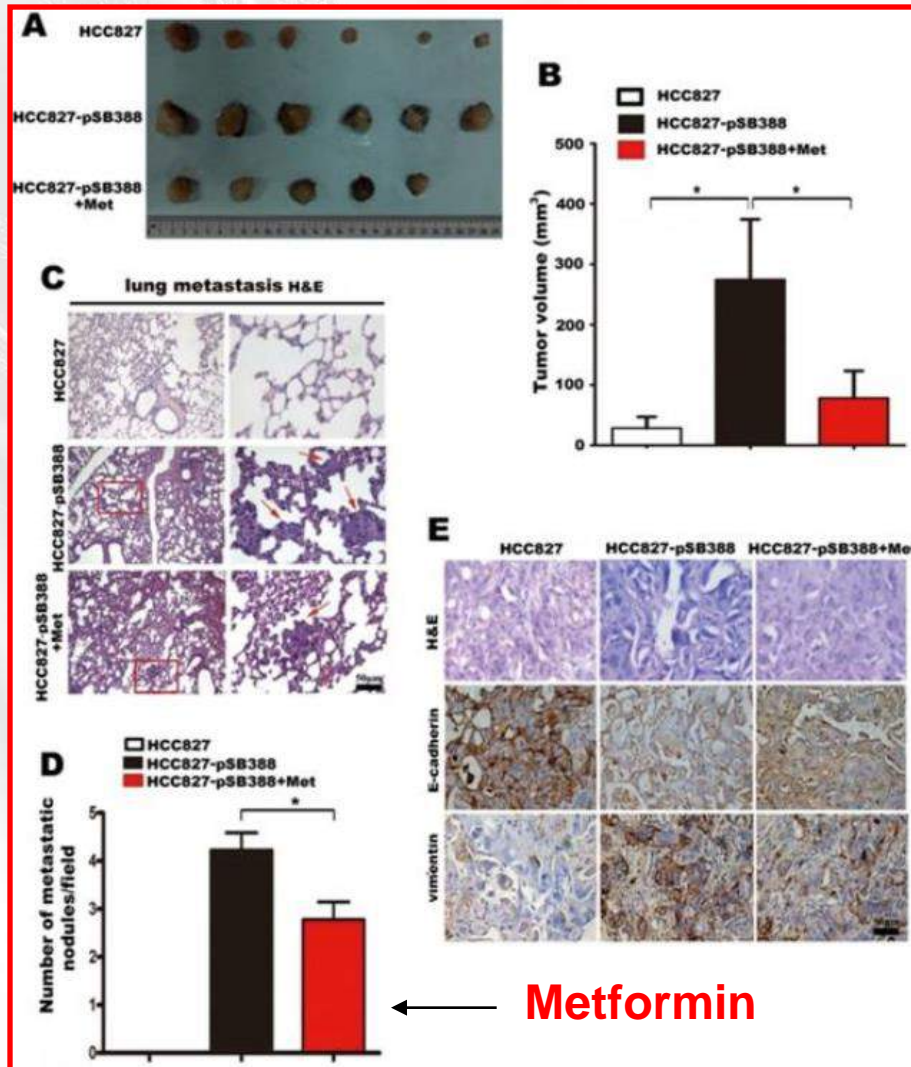 A
HCC827
HCC827-pSB388
HCC827-pSB388
+Met
B
HCC827
HCC827-pSB388
HCC827-pSB388+Met
500
400
300
200
100
0
Tumor volume (mm³)
*
*
C
lung metastasis H&E
HCC827
HCC827-pSB388
HCC827-pSB388
+Met
50μm
D
HCC827
HCC827-pSB388
HCC827-pSB388+Met
5
4
3
2
1
0
Number of metastatic
nodules/field
*
E
HCC827
HCC827-pSB388
HCC827-pSB388+Met
H&E
E-cadherin
vimentin
Metformin